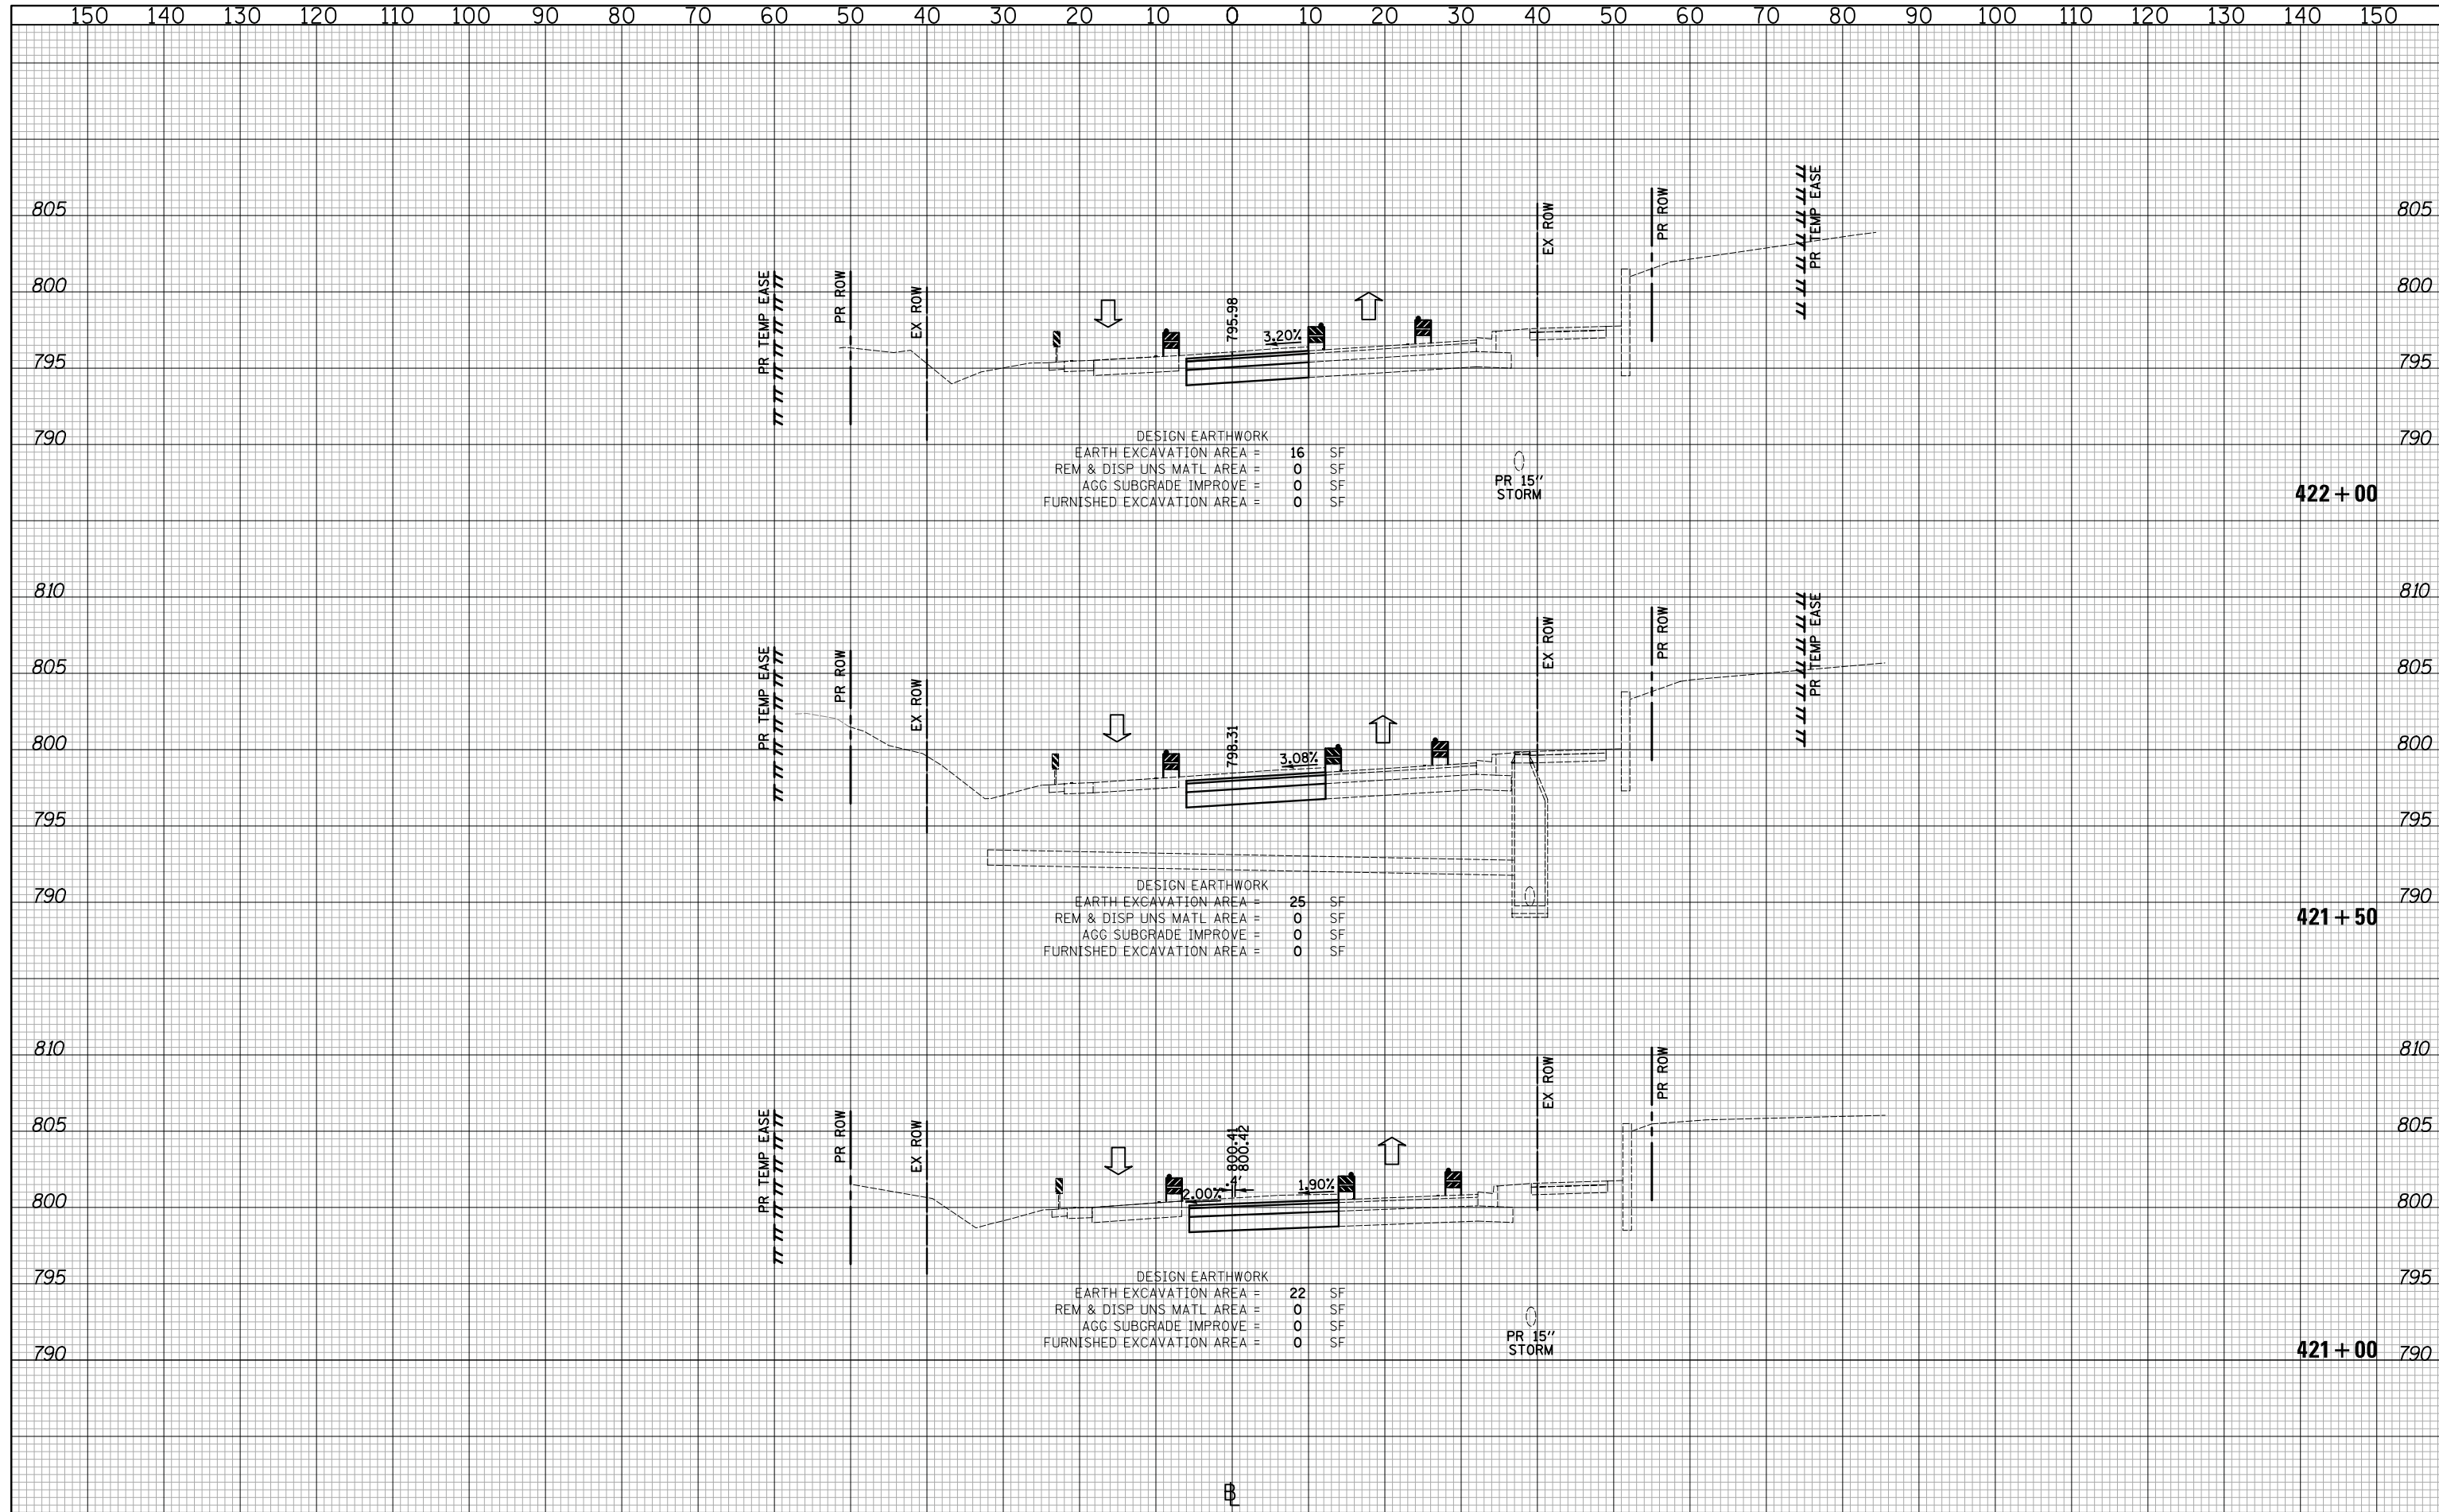 150 140 130 120 110 100 90 80 70 60 50 40 30 20 10 0 10 20 30 40 50 60 70 80 90 100 110 120 130 140 150
805 805
800 800
795 795
790 790
PR TEMP EASE
PR ROW
EX ROW
795.98
3.20%
EX ROW
PR ROW
PR TEMP EASE
DESIGN EARTHWORK
EARTH EXCAVATION AREA = 16 SF
REM & DISP UNS MATL AREA = 0 SF
AGG SUBGRADE IMPROVE = 0 SF
FURNISHED EXCAVATION AREA = 0 SF
PR 15"
STORM
422+00
810 810
805 805
800 800
795 795
790 790
PR TEMP EASE
PR ROW
EX ROW
798.31
3.08%
EX ROW
PR ROW
PR TEMP EASE
DESIGN EARTHWORK
EARTH EXCAVATION AREA = 25 SF
REM & DISP UNS MATL AREA = 0 SF
AGG SUBGRADE IMPROVE = 0 SF
FURNISHED EXCAVATION AREA = 0 SF
421+50
810 810
805 805
800 800
795 795
790 790
PR TEMP EASE
PR ROW
EX ROW
800.41
800.42
.4'
2.00%
1.90%
EX ROW
PR ROW
DESIGN EARTHWORK
EARTH EXCAVATION AREA = 22 SF
REM & DISP UNS MATL AREA = 0 SF
AGG SUBGRADE IMPROVE = 0 SF
FURNISHED EXCAVATION AREA = 0 SF
PR 15"
STORM
421+00
BL